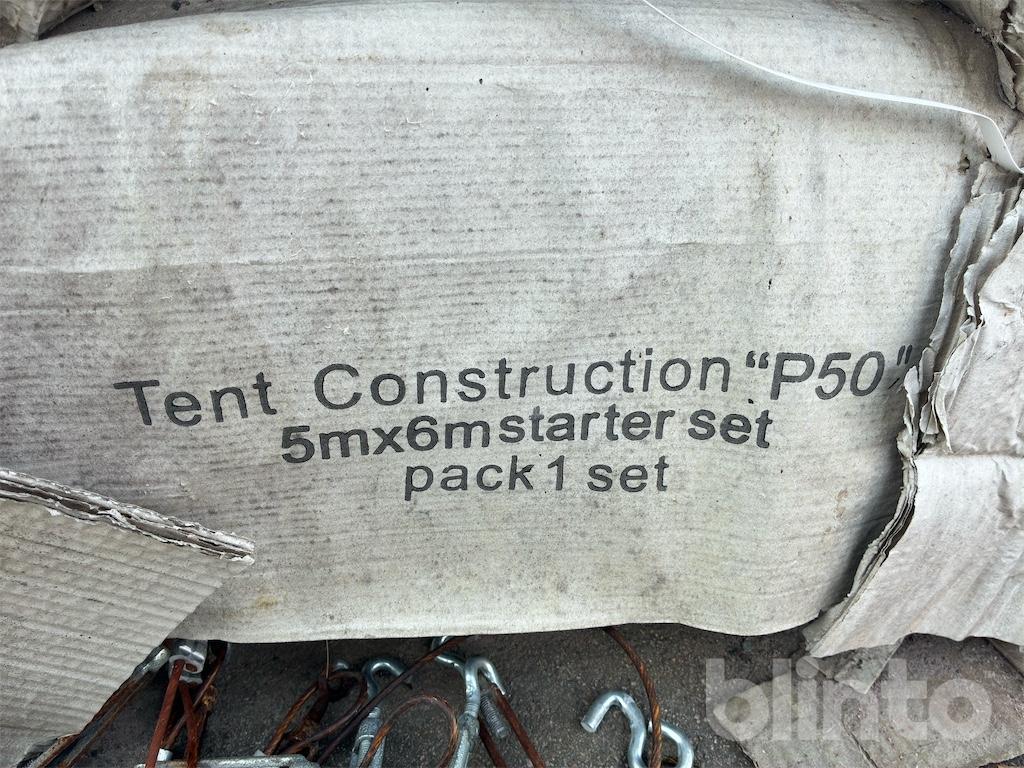 Tent Construction “P50”
5mx6m starter set
pack 1 set
blinto